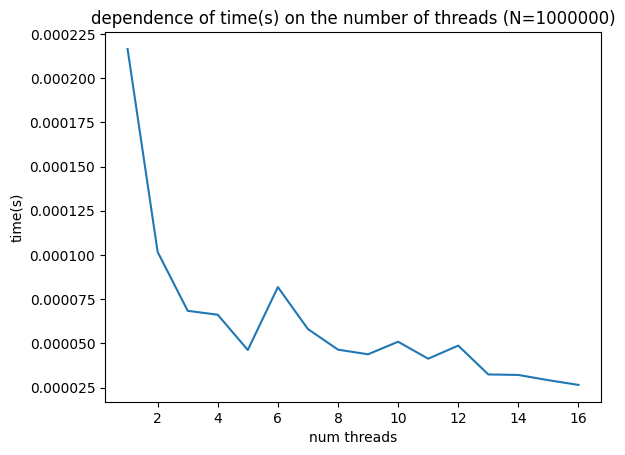 dependence of time(s) on the number of threads (N=1000000)
0.000225
0.000200
0.000175
0.000150
0.000125
0.000100
0.000075
0.000050
0.000025
time(s)
2 4 6 8 10 12 14 16
num threads